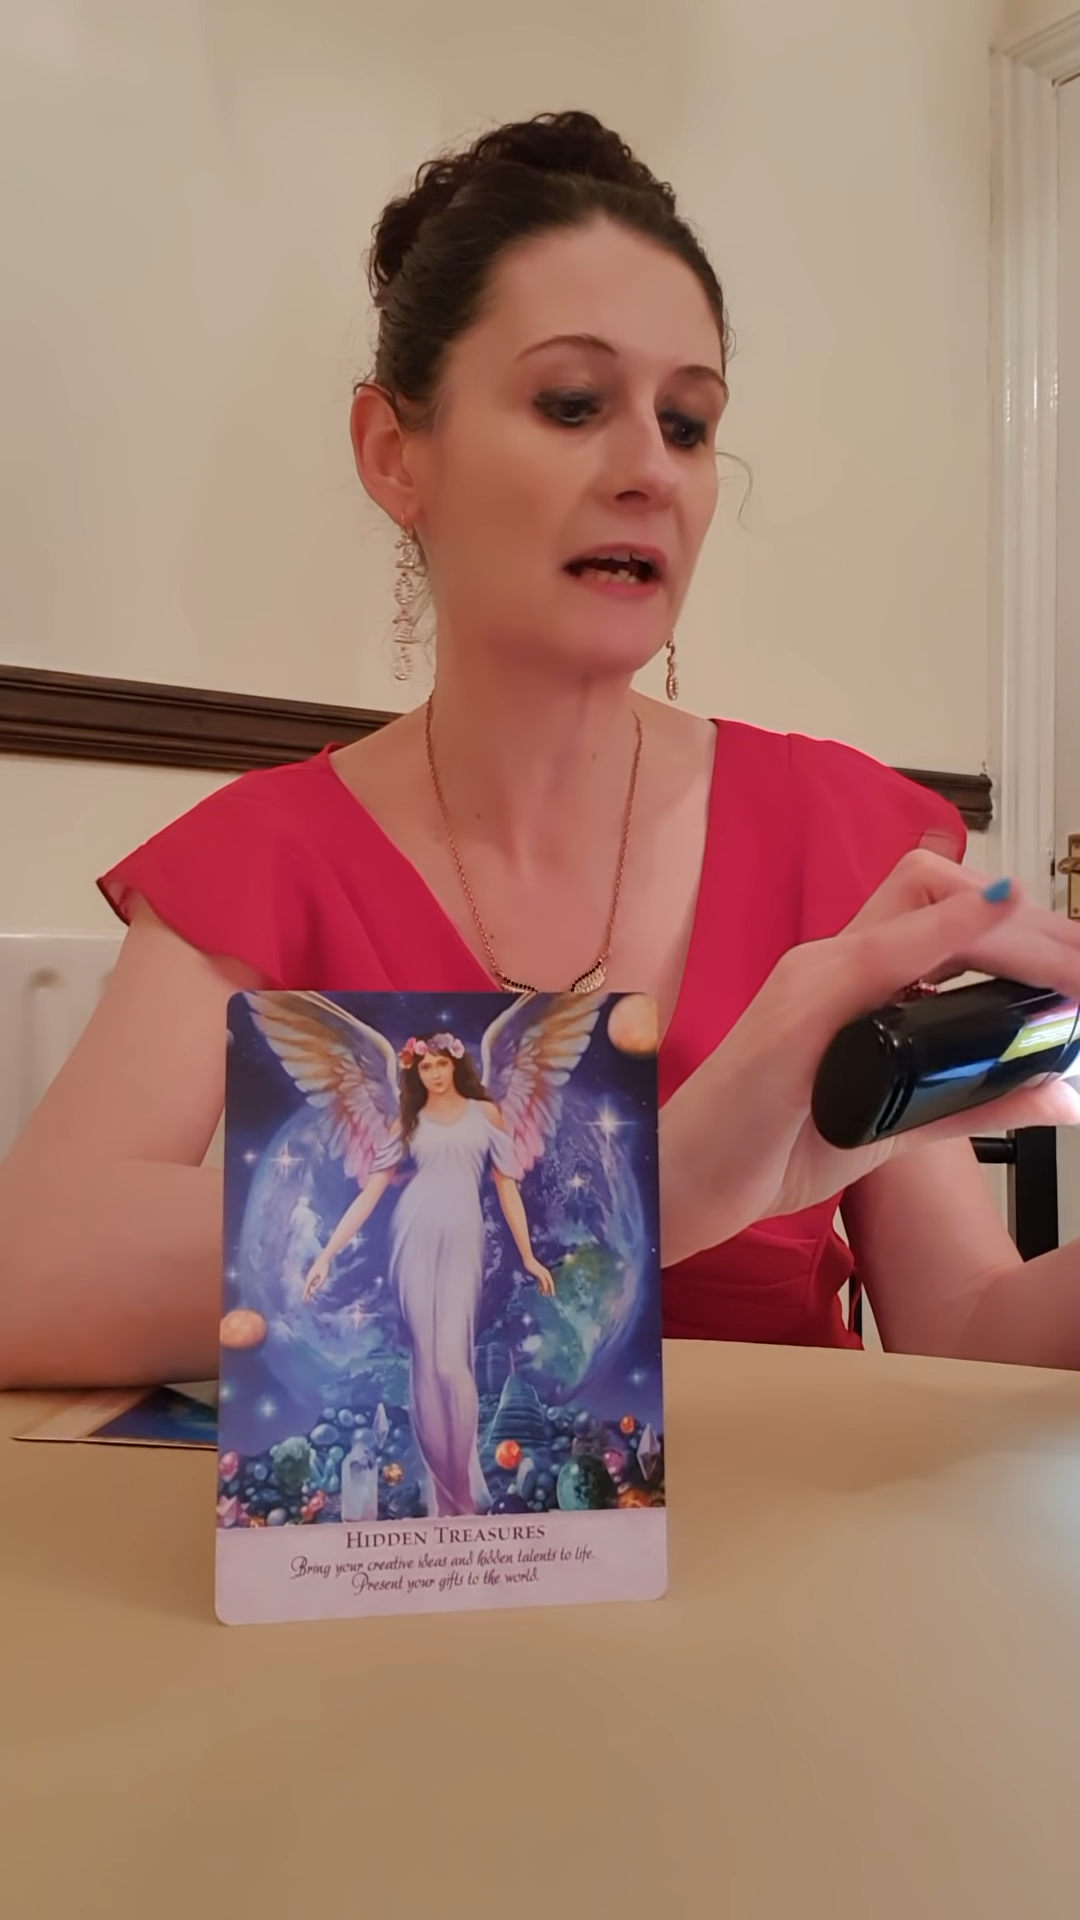 HIDDEN TREASURES
Bring your creative ideas and hidden talents to life.
Present your gifts to the world.